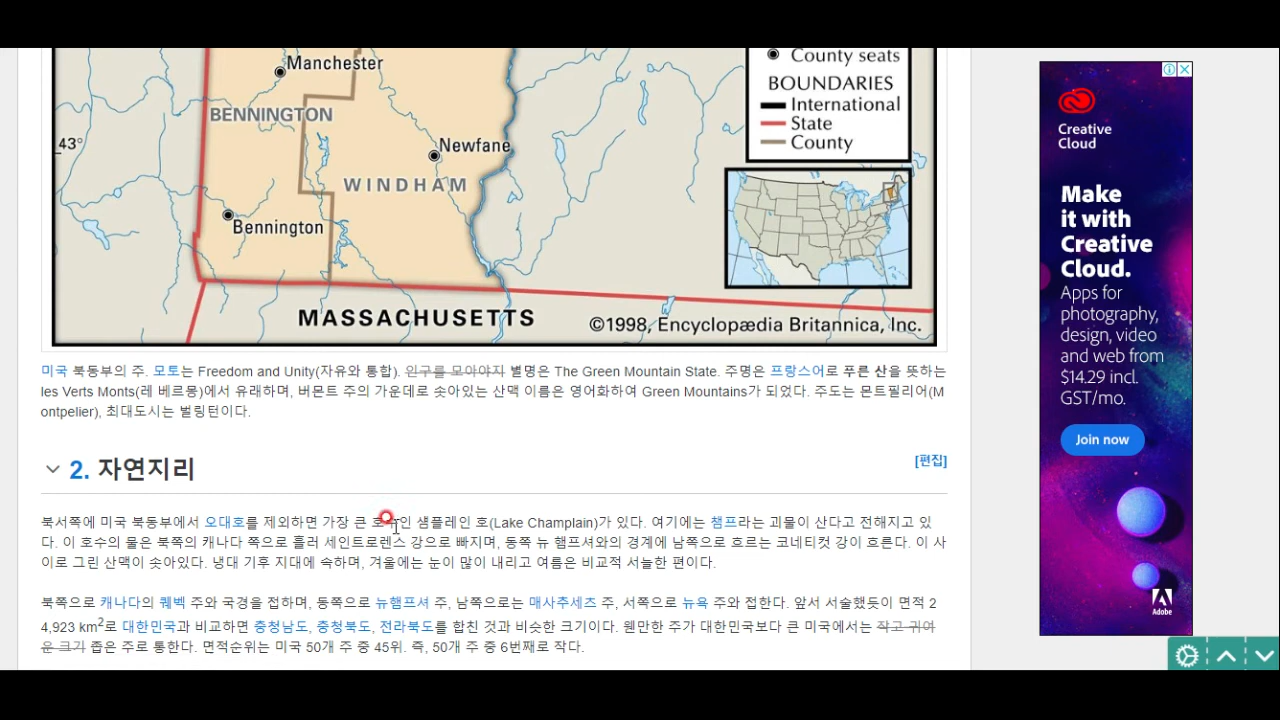 County seats
BOUNDARIES
International
State
County
Manchester
BENNINGTON
43°
Newfane
WINDHAM
Bennington
MASSACHUSETTS
©1998, Encyclopædia Britannica, Inc.
미국 북동부의 주. 모토는 Freedom and Unity(자유와 통합). 인구를 모아야지 별명은 The Green Mountain State. 주명은 프랑스어로 푸른 산을 뜻하는
les Verts Monts(레 베르몽)에서 유래하며, 버몬트 주의 가운데로 솟아있는 산맥 이름은 영어화하여 Green Mountains가 되었다. 주도는 몬트필리어(M
ontpelier), 최대도시는 벌링턴이다.
2. 자연지리
[편집]
북서쪽에 미국 북동부에서 오대호를 제외하면 가장 큰 호수인 섐플레인 호(Lake Champlain)가 있다. 여기에는 챔프라는 괴물이 산다고 전해지고 있
다. 이 호수의 물은 북쪽의 캐나다 쪽으로 흘러 세인트로렌스 강으로 빠지며, 동쪽 뉴 햄프셔와의 경계에 남쪽으로 흐르는 코네티컷 강이 흐른다. 이 사
이로 그린 산맥이 솟아있다. 냉대 기후 지대에 속하며, 겨울에는 눈이 많이 내리고 여름은 비교적 서늘한 편이다.
북쪽으로 캐나다의 퀘벡 주와 국경을 접하며, 동쪽으로 뉴햄프셔 주, 남쪽으로는 매사추세츠 주, 서쪽으로 뉴욕 주와 접한다. 앞서 서술했듯이 면적 2
4,923 km²로 대한민국과 비교하면 충청남도, 충청북도, 전라북도를 합친 것과 비슷한 크기이다. 웬만한 주가 대한민국보다 큰 미국에서는 작고 귀여
운 크기 좁은 주로 통한다. 면적순위는 미국 50개 주 중 45위. 즉, 50개 주 중 6번째로 작다.
Creative
Cloud
Make
it with
Creative
Cloud.
Apps for
photography,
design, video
and web from
$14.29 incl.
GST/mo.
Join now
Adobe